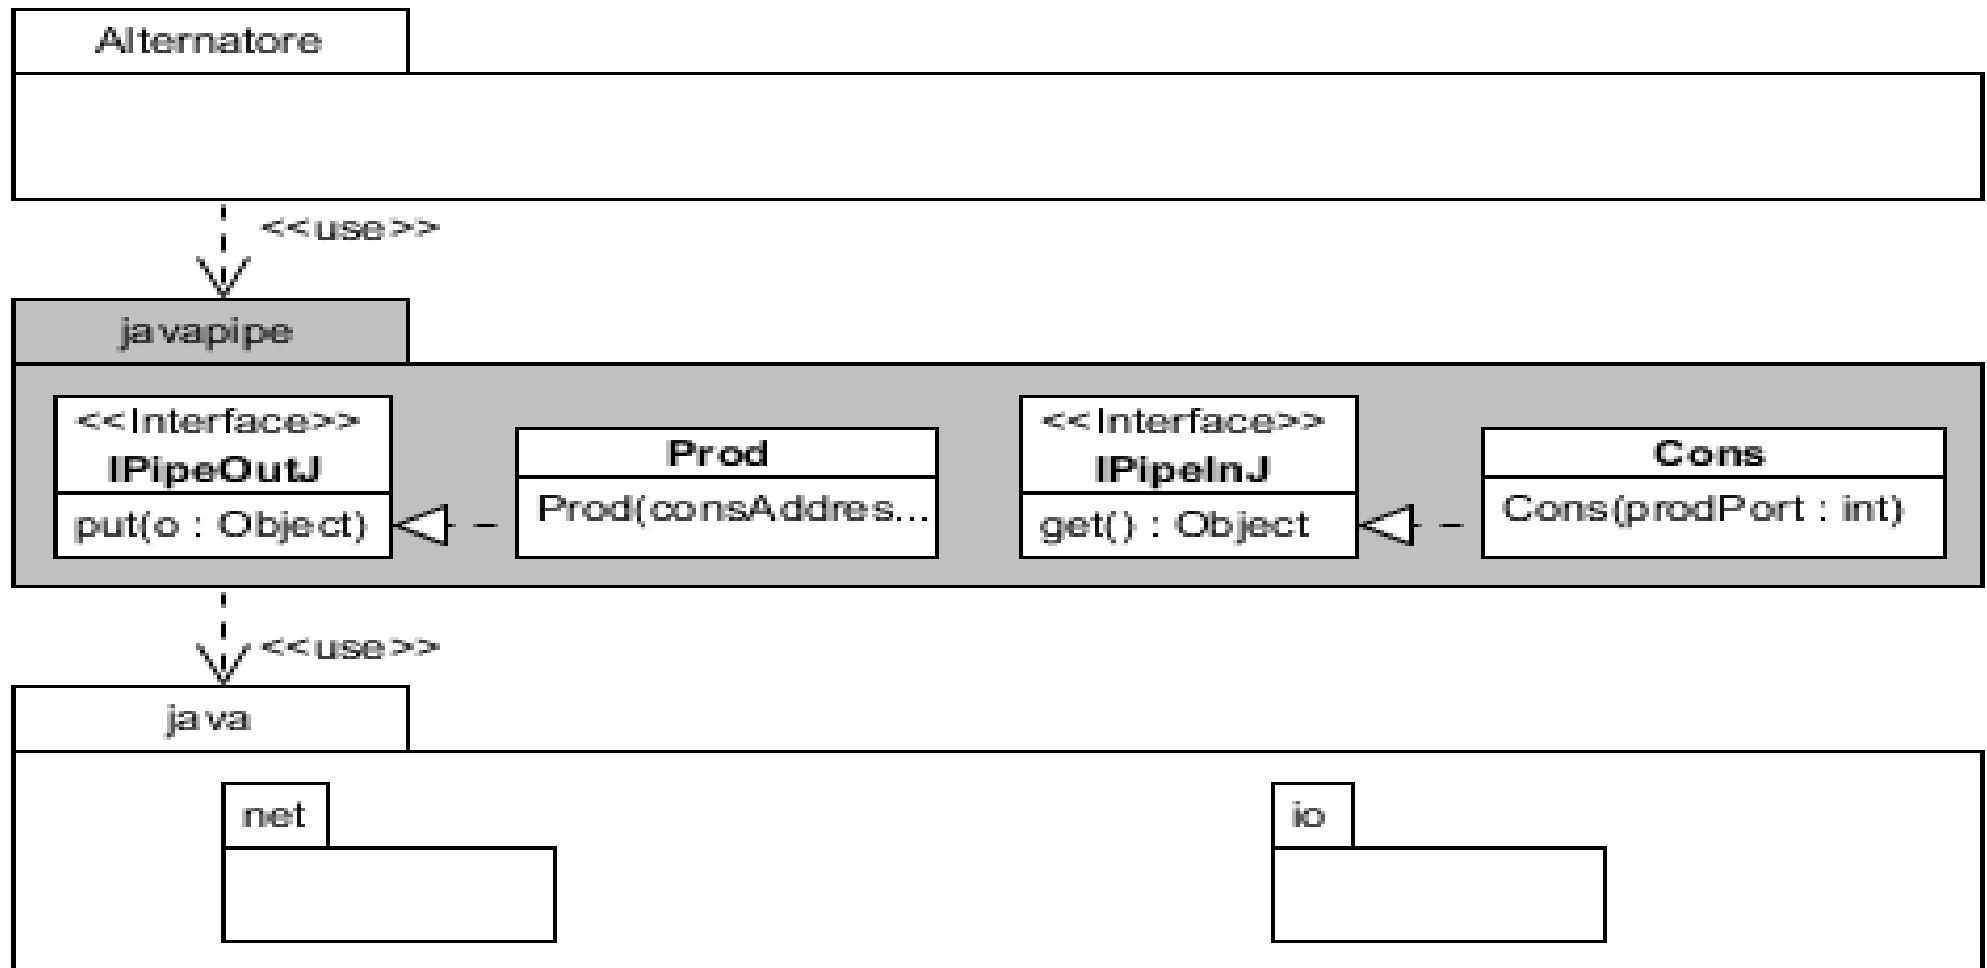 Alternatore
<<use>>
javapipe
<<Interface>>
IPipeOutJ
put(o : Object)
Prod
Prod(consAddres...
<<Interface>>
IPipeInJ
get() : Object
Cons
Cons(prodPort : int)
<<use>>
java
net
io